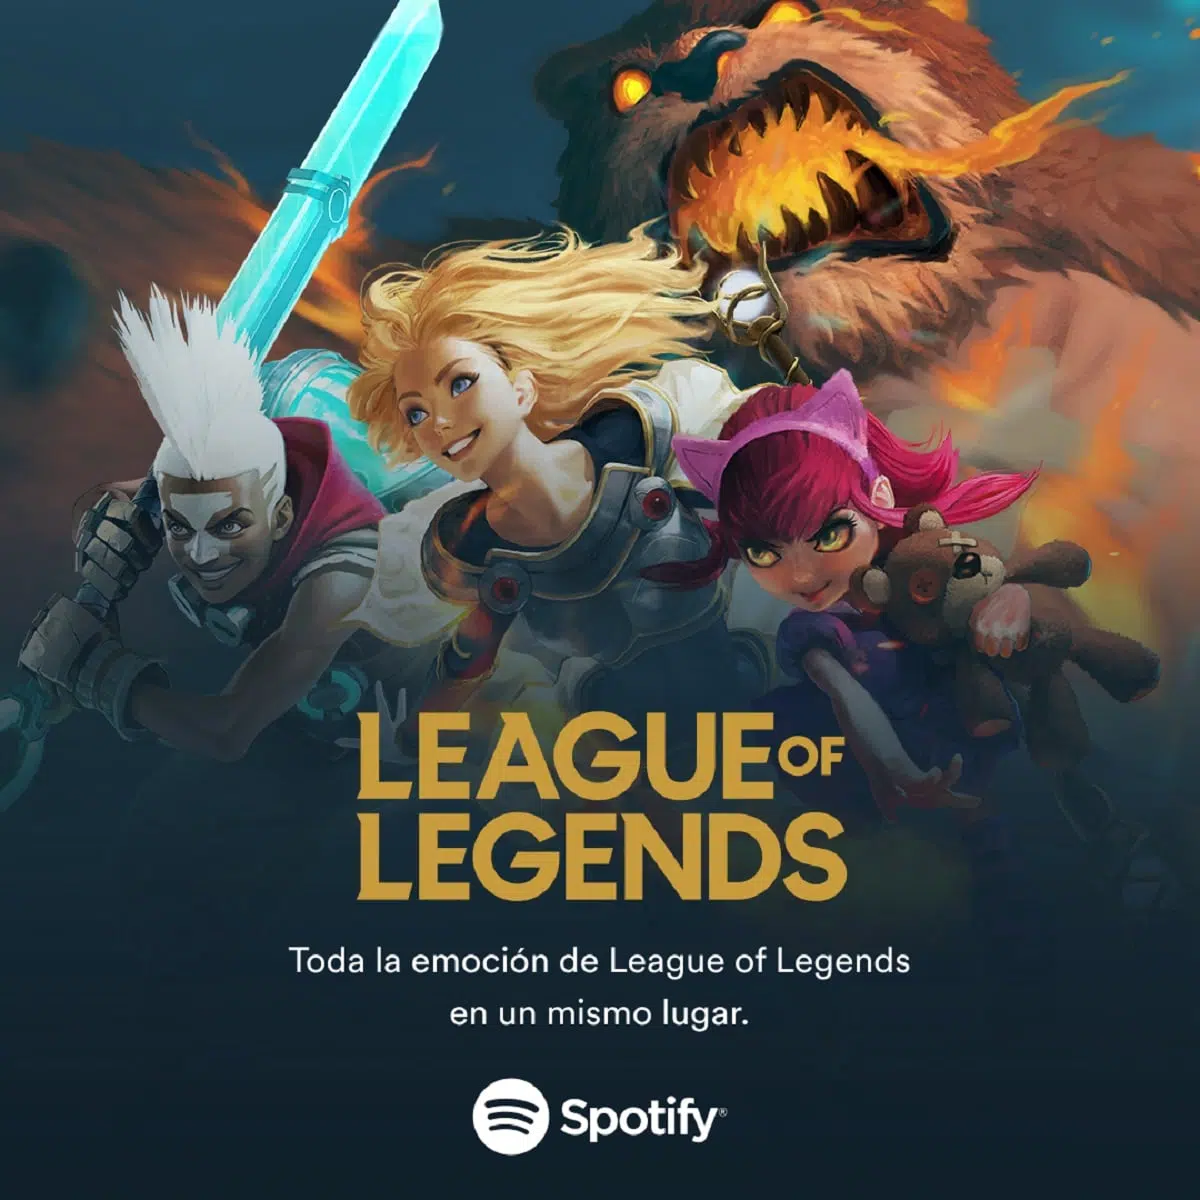 LEAGUE OF
LEGENDS
Toda la emoción de League of Legends
en un mismo lugar.
Spotify®